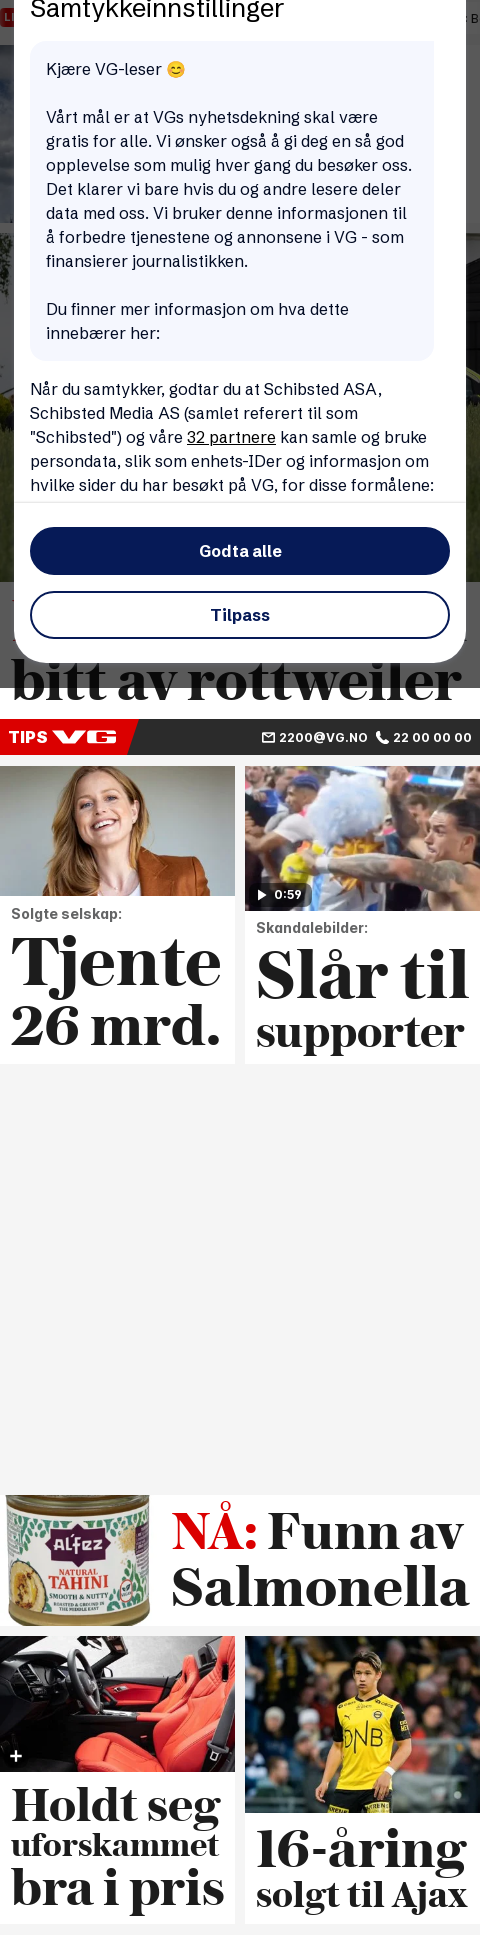 Samtykkeinnstillinger
Kjære VG-leser 😊
Vårt mål er at VGs nyhetsdekning skal være
gratis for alle. Vi ønsker også å gi deg en så god
opplevelse som mulig hver gang du besøker oss.
Det klarer vi bare hvis du og andre lesere deler
data med oss. Vi bruker denne informasjonen til
å forbedre tjenestene og annonsene i VG - som
finansierer journalistikken.
Du finner mer informasjon om hva dette
innebærer her:
Når du samtykker, godtar du at Schibsted ASA,
Schibsted Media AS (samlet referert til som
"Schibsted") og våre 32 partnere kan samle og bruke
persondata, slik som enhets-IDer og informasjon om
hvilke sider du har besøkt på VG, for disse formålene:
Godta alle
Tilpass
bitt av rottweiler
TIPS VG 2200@VG.NO 22 00 00 00
Solgte selskap:
Tjente
26 mrd.
0:59
Skandalebilder:
Slår til
supporter
Al'fez
NATURAL
TAHINI
SMOOTH & NUTTY
ROASTED & GROUND IN
THE MIDDLE EAST
NÅ: Funn av
Salmonella
Holdt seg
uforskammet
bra i pris
DNB
16-åring
solgt til Ajax